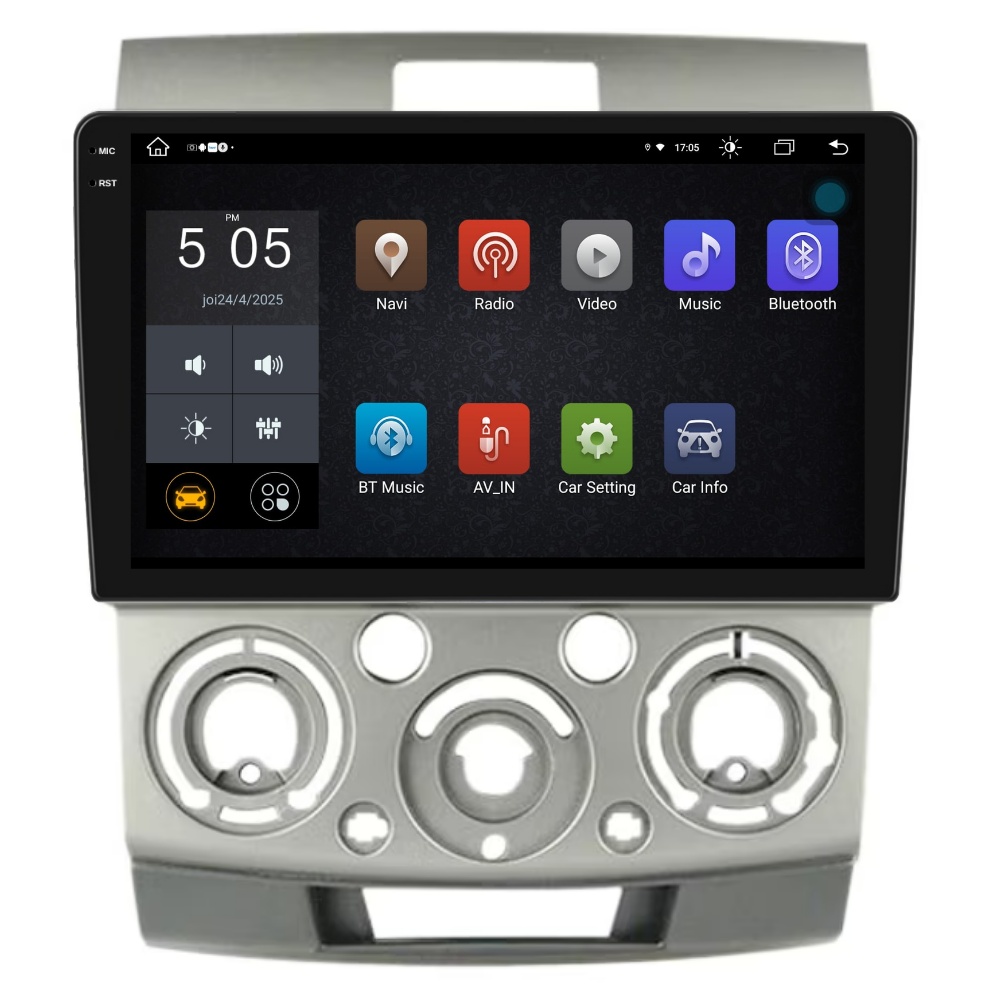 MIC
RST
17:05
PM
5 05
joi24/4/2025
Navi
Radio
Video
Music
Bluetooth
BT Music
AV_IN
Car Setting
Car Info